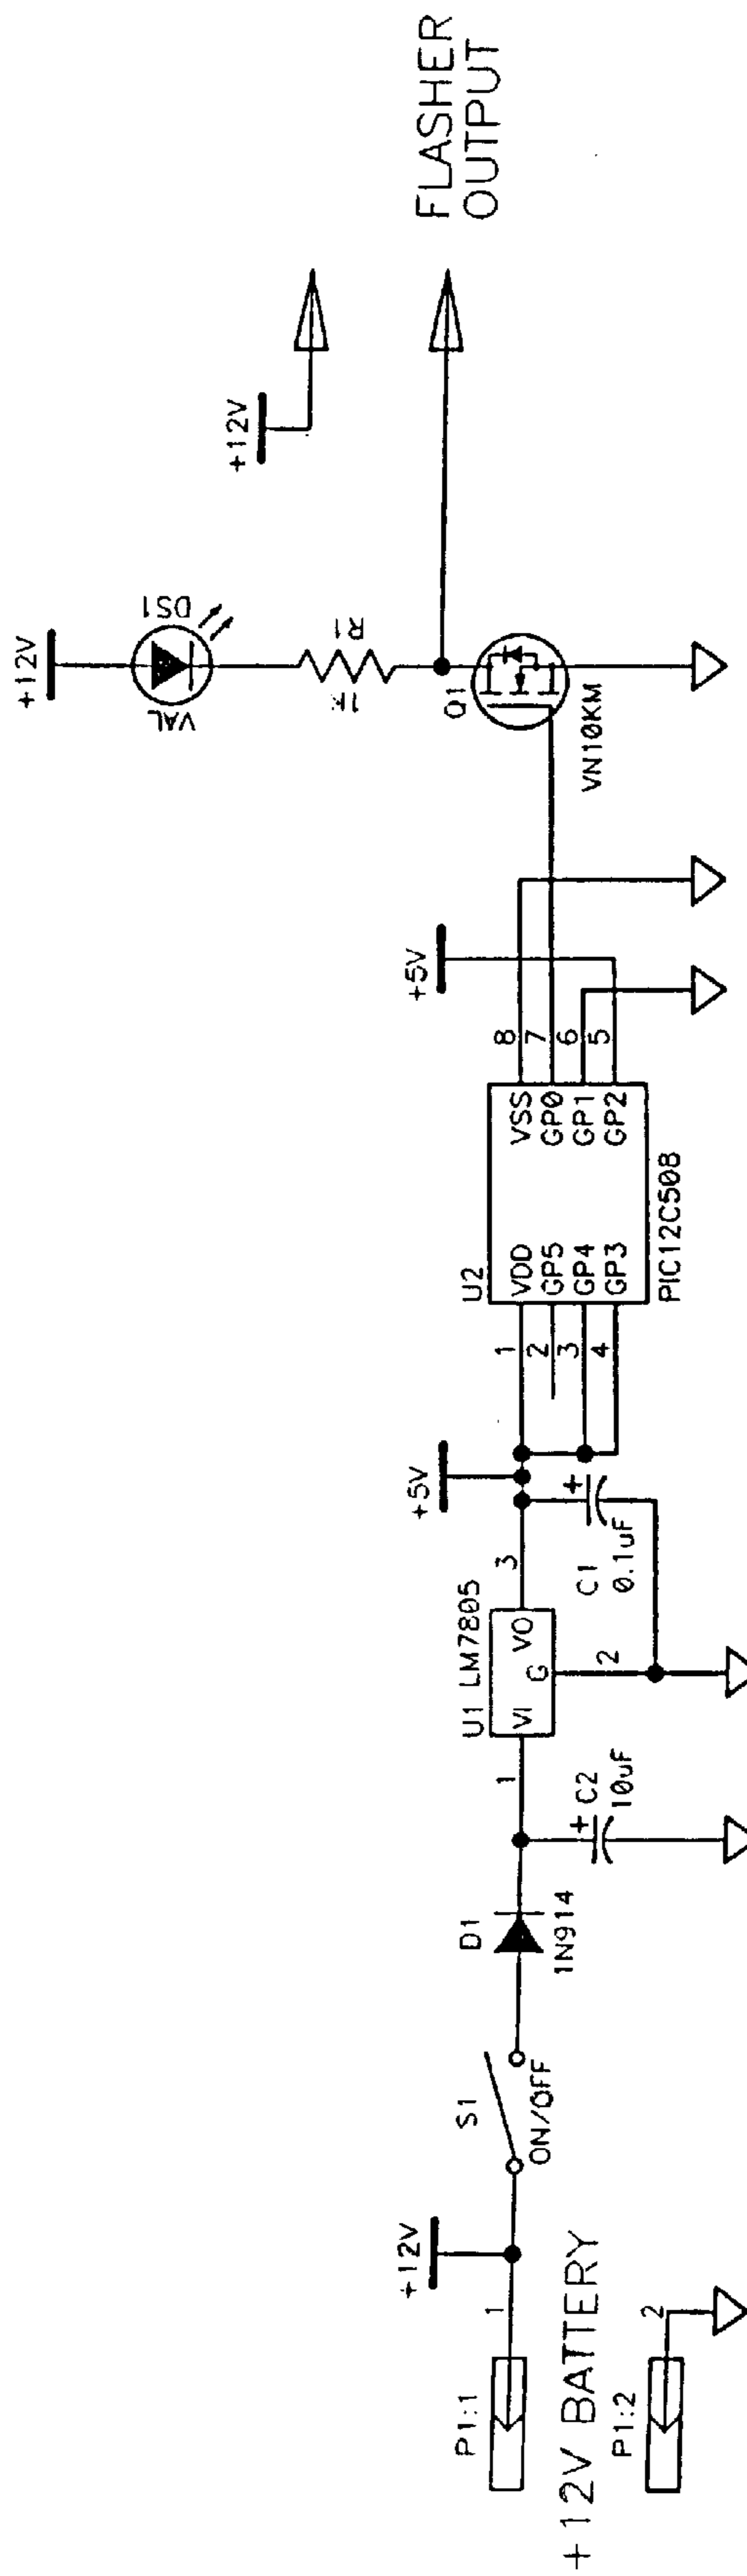 +12V
VAL
DS1
+12V
1K
R1
FLASHER
OUTPUT
Q1
VN10KM
+5V
+5V
U2
VDD
GP5
GP4
GP3
VSS
GP0
GP1
GP2
1
2
3
4
8
7
6
5
PIC12C508
U1 LM7805
VI
VO
G
1
3
2
C1
0.1uF
+
C2
10uF
+
D1
1N914
S1
ON/OFF
+12V
P1:1
1
+12V BATTERY
P1:2
2